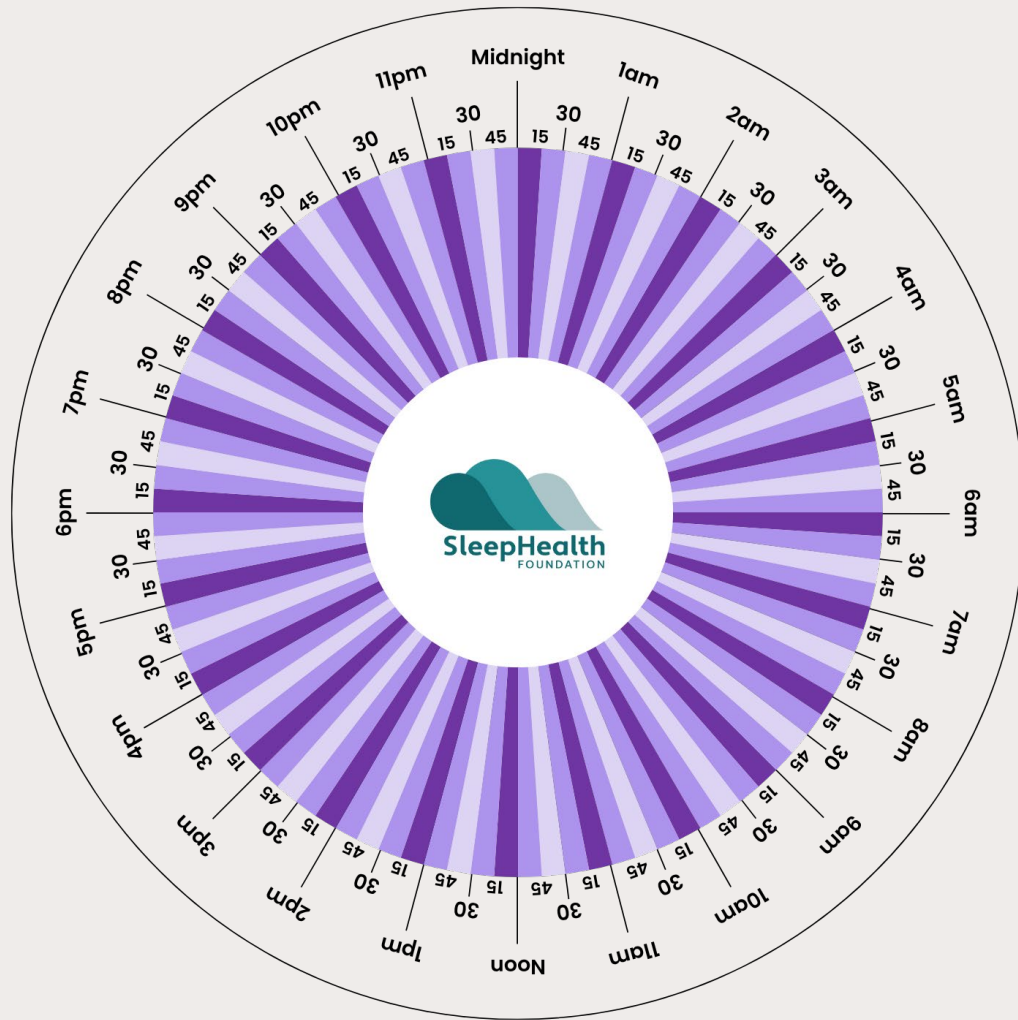 Midnight
15
30
45
1am
15
30
45
2am
15
30
45
3am
15
30
45
4am
15
30
45
5am
15
30
45
6am
15
30
45
7am
15
30
45
8am
15
30
45
9am
15
30
45
10am
15
30
45
11am
15
30
45
Noon
15
30
45
1pm
15
30
45
2pm
15
30
45
3pm
15
30
45
4pm
15
30
45
5pm
15
30
45
6pm
15
30
45
7pm
15
30
45
8pm
15
30
45
9pm
15
30
45
10pm
15
30
45
11pm
15
30
45
SleepHealth
FOUNDATION